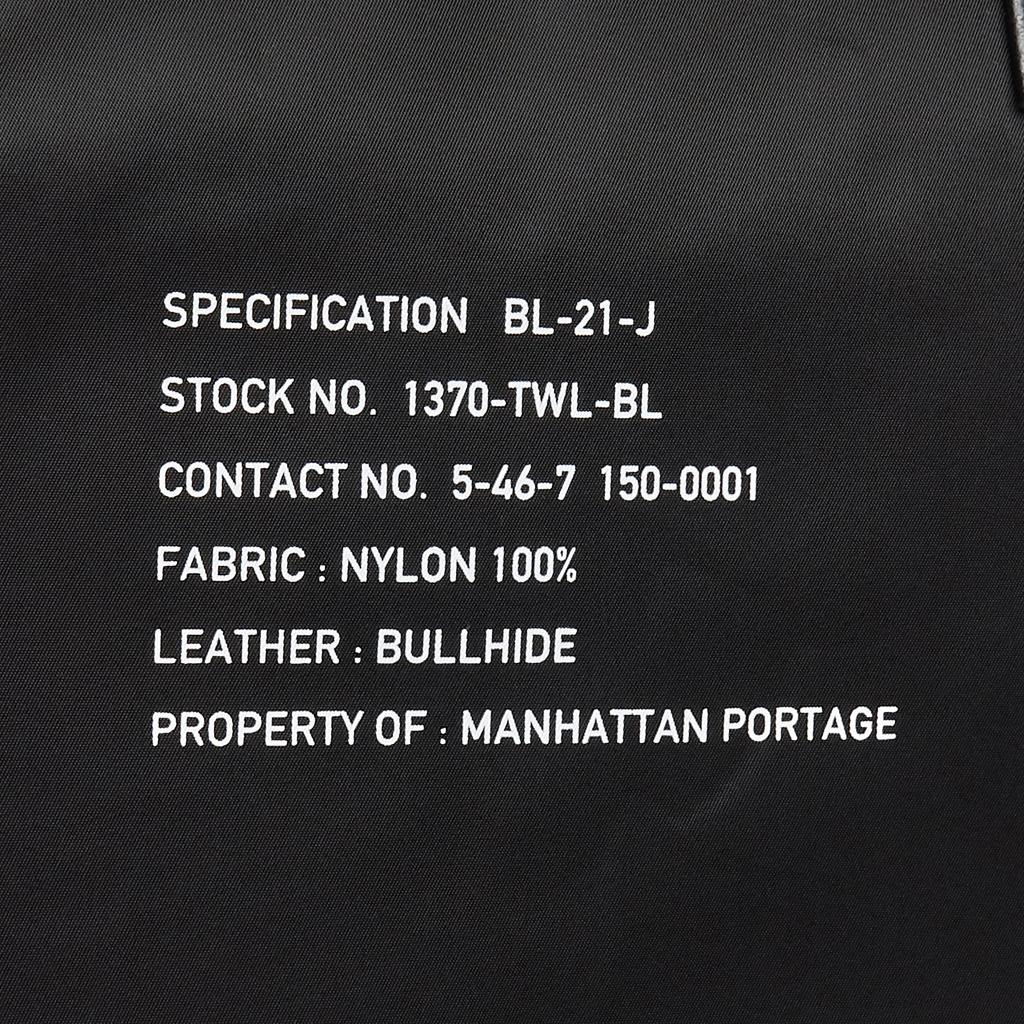 SPECIFICATION BL-21-J
STOCK NO. 1370-TWL-BL
CONTACT NO. 5-46-7 150-0001
FABRIC : NYLON 100%
LEATHER : BULLHIDE
PROPERTY OF : MANHATTAN PORTAGE